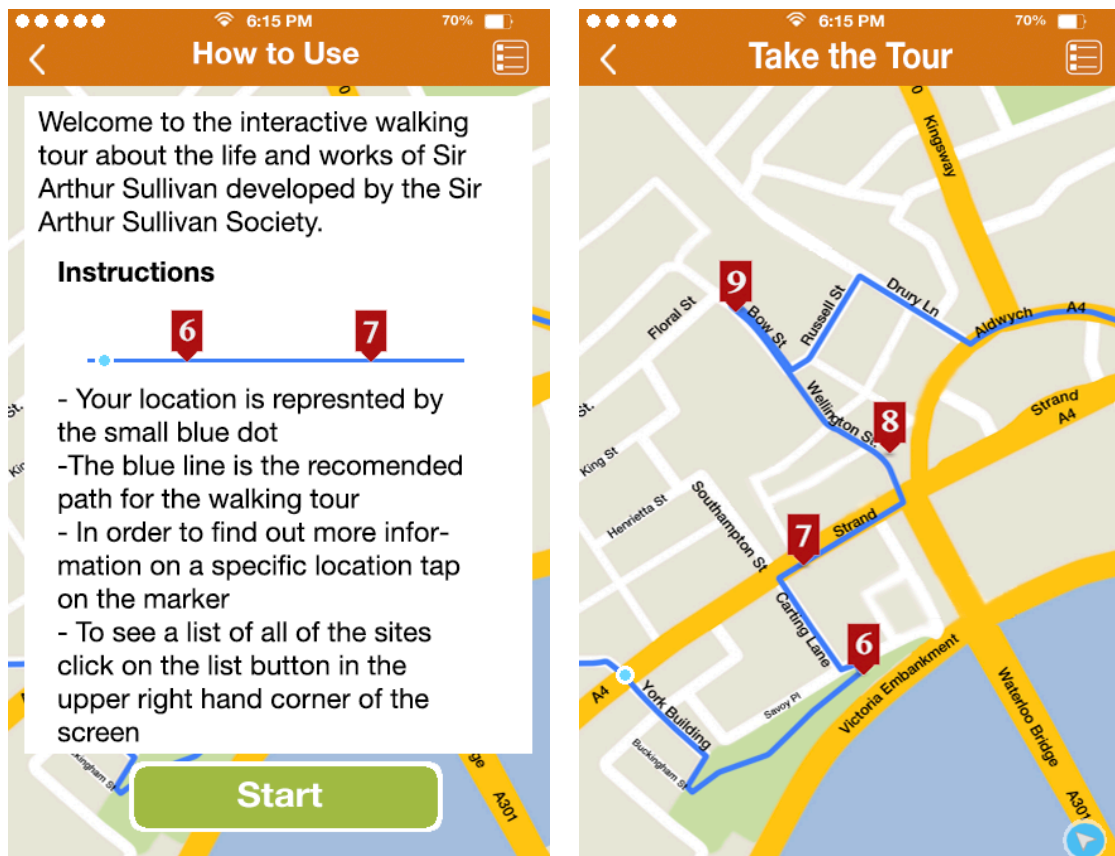 6:15 PM
70%
How to Use
Welcome to the interactive walking
tour about the life and works of Sir
Arthur Sullivan developed by the Sir
Arthur Sullivan Society.
Instructions
6
7
- Your location is represnted by
the small blue dot
-The blue line is the recomended
path for the walking tour
- In order to find out more infor-
mation on a specific location tap
on the marker
- To see a list of all of the sites
click on the list button in the
upper right hand corner of the
screen
Start
A301
6:15 PM
70%
Take the Tour
Kingsway
9
Floral St
Bow St
Russell St
Drury Ln
Aldwych
A4
Wellington St.
8
Strand
A4
King St
Henrietta St
Southampton St
7
Strand
Carting Lane
6
A4
York Building
Savoy Pl
Victoria Embankment
Buckingham St
Waterloo Bridge
A301